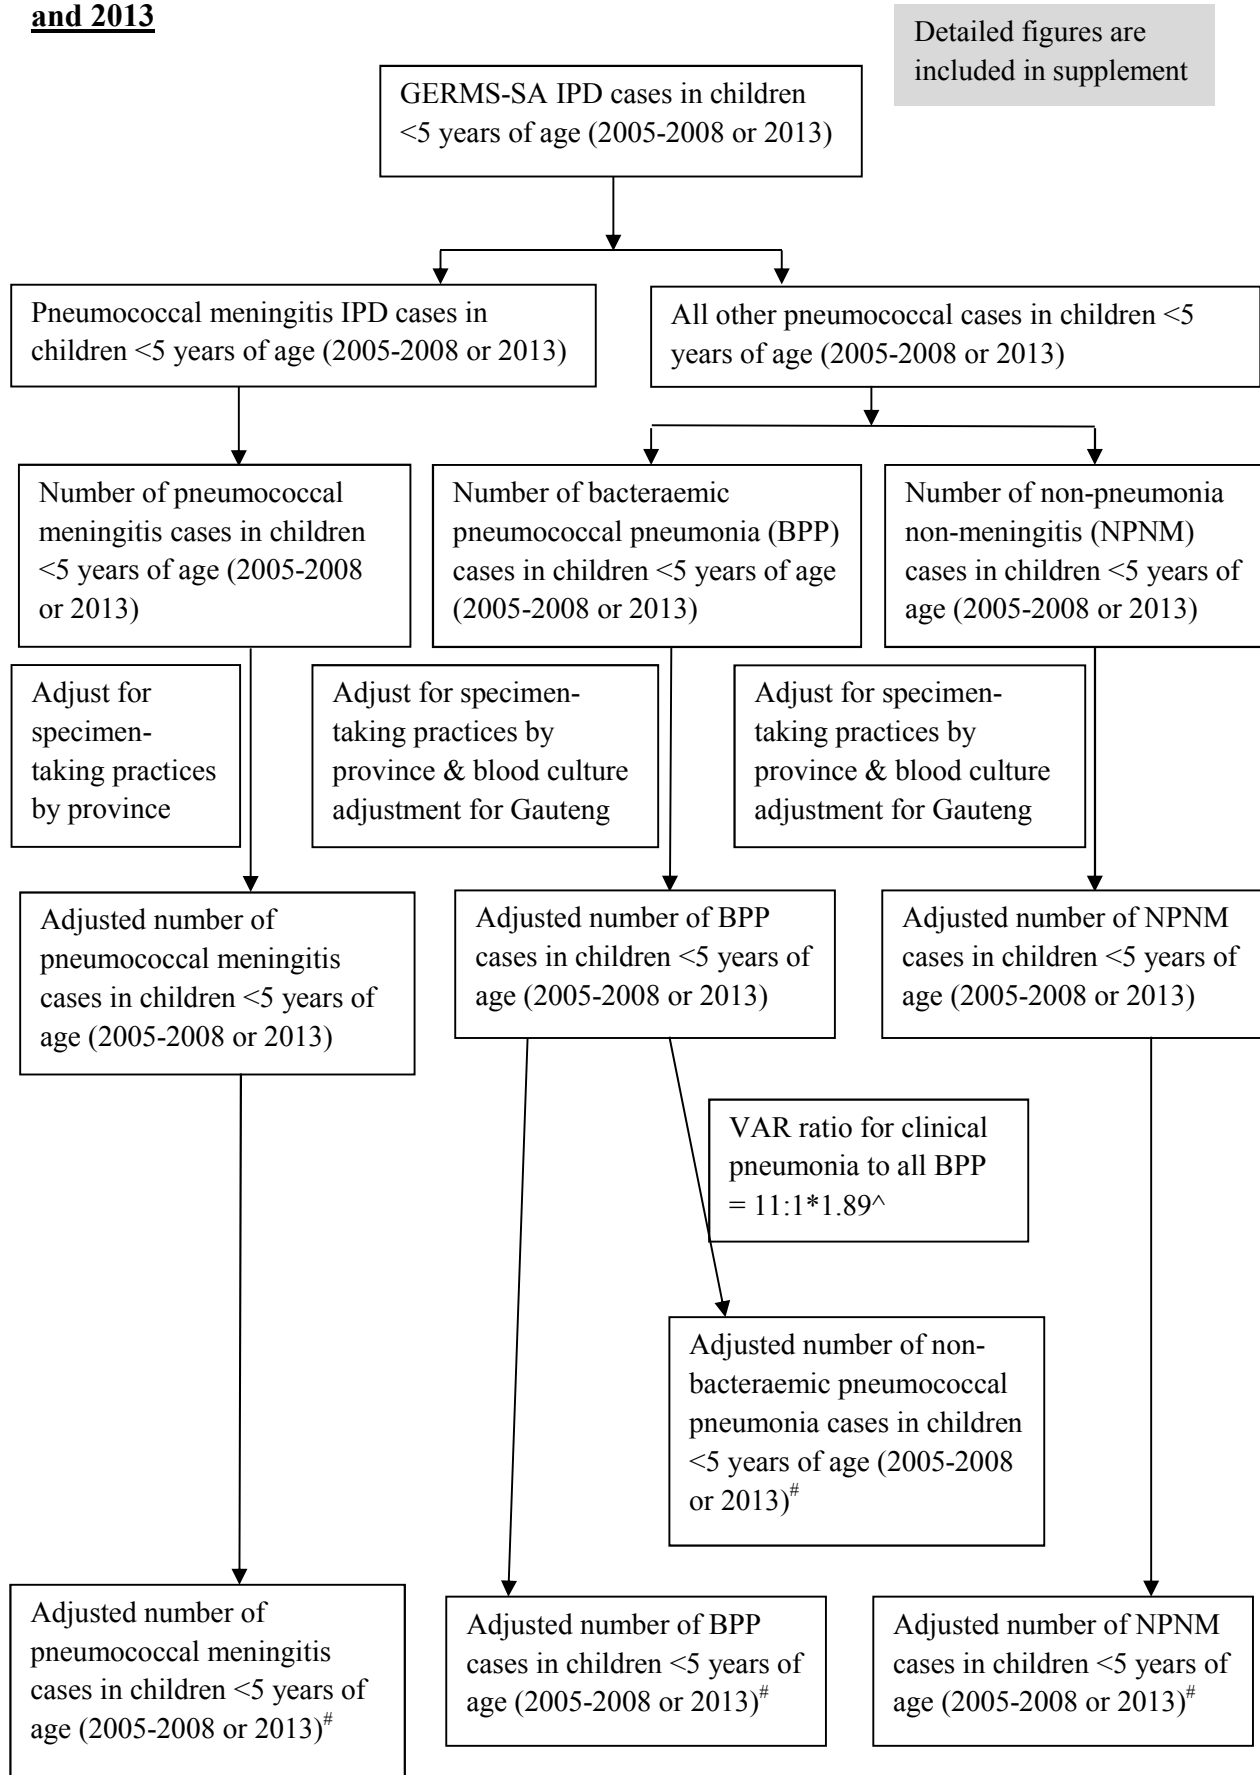 and 2013
Detailed figures are
included in supplement
GERMS-SA IPD cases in children
<5 years of age (2005-2008 or 2013)
Pneumococcal meningitis IPD cases in
children <5 years of age (2005-2008 or 2013)
All other pneumococcal cases in children <5
years of age (2005-2008 or 2013)
Number of pneumococcal
meningitis cases in children
<5 years of age (2005-2008
or 2013)
Number of bacteraemic
pneumococcal pneumonia (BPP)
cases in children <5 years of age
(2005-2008 or 2013)
Number of non-pneumonia
non-meningitis (NPNM)
cases in children <5 years of
age (2005-2008 or 2013)
Adjust for
specimen-
taking practices
by province
Adjust for specimen-
taking practices by
province & blood culture
adjustment for Gauteng
Adjust for specimen-
taking practices by
province & blood culture
adjustment for Gauteng
Adjusted number of
pneumococcal meningitis
cases in children <5 years of
age (2005-2008 or 2013)
Adjusted number of BPP
cases in children <5 years of
age (2005-2008 or 2013)
Adjusted number of NPNM
cases in children <5 years of
age (2005-2008 or 2013)
VAR ratio for clinical
pneumonia to all BPP
= 11:1*1.89^
Adjusted number of non-
bacteraemic pneumococcal
pneumonia cases in children
<5 years of age (2005-2008
or 2013)#
Adjusted number of
pneumococcal meningitis
cases in children <5 years of
age (2005-2008 or 2013)#
Adjusted number of BPP
cases in children <5 years of
age (2005-2008 or 2013)#
Adjusted number of NPNM
cases in children <5 years of
age (2005-2008 or 2013)#